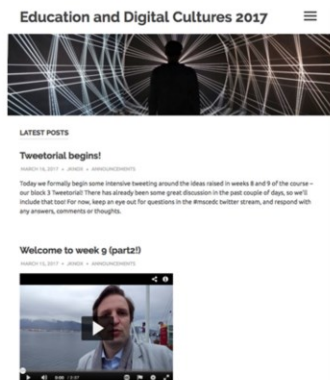 Education and Digital Cultures 2017
LATEST POSTS
Tweetorial begins!
MARCH 16, 2017 • JKNOX • ANNOUNCEMENTS
Today we formally begin some intensive tweeting around the ideas raised in weeks 8 and 9 of the course –
our block 3 Tweetorial! There has already been some great discussion in the past couple of days, so we'll
include that too! For now, keep an eye out for questions in the #mscedc twitter stream, and respond with
any answers, comments or thoughts.
Welcome to week 9 (part2!)
MARCH 13, 2017 • JKNOX • ANNOUNCEMENTS
0:00